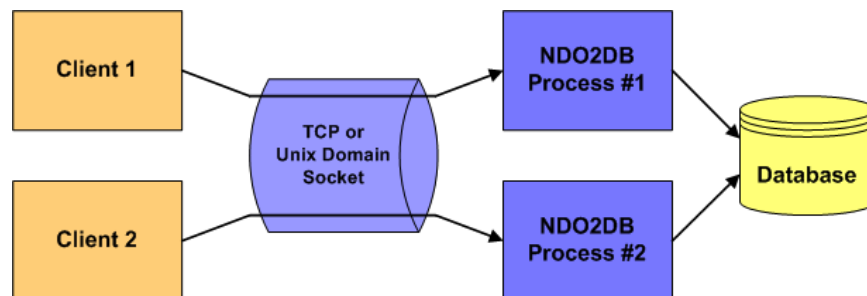 Client 1
NDO2DB
Process #1
TCP or
Unix Domain
Socket
Database
Client 2
NDO2DB
Process #2